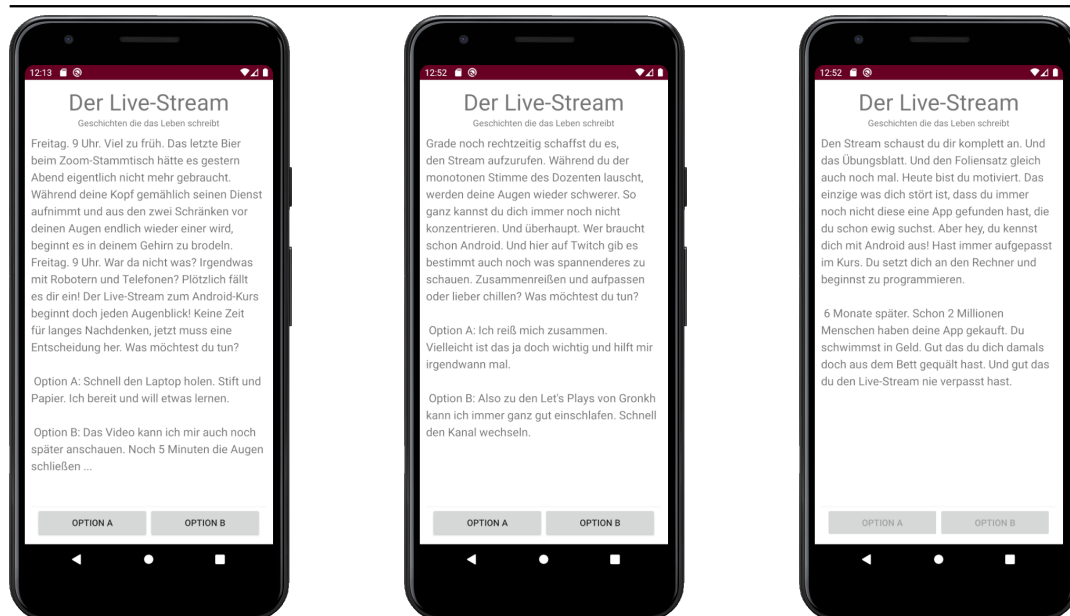 12:13
Der Live-Stream
Geschichten die das Leben schreibt
Freitag. 9 Uhr. Viel zu früh. Das letzte Bier
beim Zoom-Stammtisch hätte es gestern
Abend eigentlich nicht mehr gebraucht.
Während deine Kopf gemählich seinen Dienst
aufnimmt und aus den zwei Schränken vor
deinen Augen endlich wieder einer wird,
beginnt es in deinem Gehirn zu brodeln.
Freitag. 9 Uhr. War da nicht was? Irgendwas
mit Robotern und Telefonen? Plötzlich fällt
es dir ein! Der Live-Stream zum Android-Kurs
beginnt doch jeden Augenblick! Keine Zeit
für langes Nachdenken, jetzt muss eine
Entscheidung her. Was möchtest du tun?
Option A: Schnell den Laptop holen. Stift und
Papier. Ich bereit und will etwas lernen.
Option B: Das Video kann ich mir auch noch
später anschauen. Noch 5 Minuten die Augen
schließen ...
OPTION A OPTION B
12:52
Der Live-Stream
Geschichten die das Leben schreibt
Grade noch rechtzeitig schaffst du es,
den Stream aufzurufen. Während du der
monotonen Stimme des Dozenten lauscht,
werden deine Augen wieder schwerer. So
ganz kannst du dich immer noch nicht
konzentrieren. Und überhaupt. Wer braucht
schon Android. Und hier auf Twitch gib es
bestimmt auch noch was spannenderes zu
schauen. Zusammenreißen und aufpassen
oder lieber chillen? Was möchtest du tun?
Option A: Ich reiß mich zusammen.
Vielleicht ist das ja doch wichtig und hilft mir
irgendwann mal.
Option B: Also zu den Let's Plays von Gronkh
kann ich immer ganz gut einschlafen. Schnell
den Kanal wechseln.
OPTION A OPTION B
12:52
Der Live-Stream
Geschichten die das Leben schreibt
Den Stream schaust du dir komplett an. Und
das Übungsblatt. Und den Foliensatz gleich
auch noch mal. Heute bist du motiviert. Das
einzige was dich stört ist, dass du immer
noch nicht diese eine App gefunden hast, die
du schon ewig suchst. Aber hey, du kennst
dich mit Android aus! Hast immer aufgepasst
im Kurs. Du setzt dich an den Rechner und
beginnst zu programmieren.
6 Monate später. Schon 2 Millionen
Menschen haben deine App gekauft. Du
schwimmst in Geld. Gut das du dich damals
doch aus dem Bett gequält hast. Und gut das
du den Live-Stream nie verpasst hast.
OPTION A OPTION B